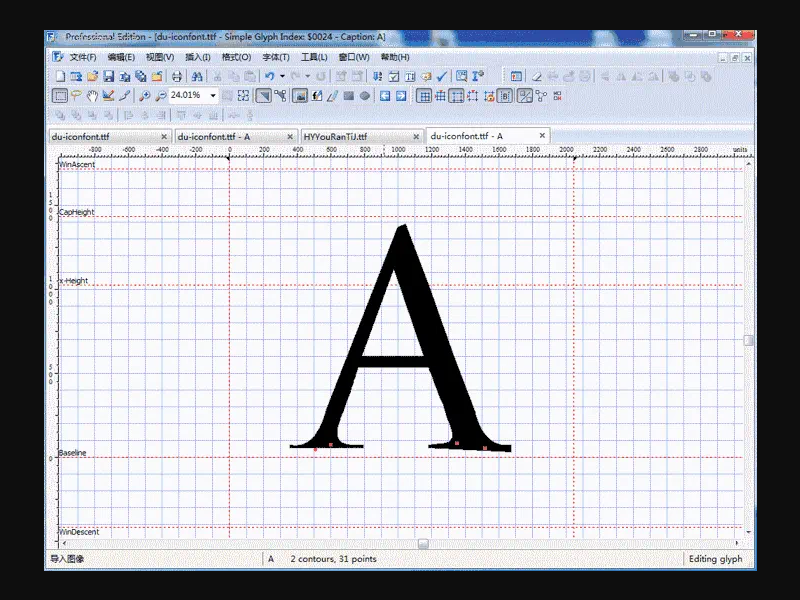 Professional Edition - [du-iconfont.ttf - Simple Glyph Index: $0024 - Caption: A]
文件(F) 编辑(E) 视图(V) 插入(I) 格式(O) 字体(T) 工具(L) 窗口(W) 帮助(H)
24.01%
du-iconfont.ttf du-iconfont.ttf - A HYYouRanTiJ.ttf du-iconfont.ttf - A
-800 -600 -400 -200 0 200 400 600 800 1000 1200 1400 1600 1800 2000 2200 2400 2600 2800 units
WinAscent
1500
CapHeight
x-Height
1000
A
500
Baseline
0
WinDescent
导入图像 A 2 contours, 31 points Editing glyph